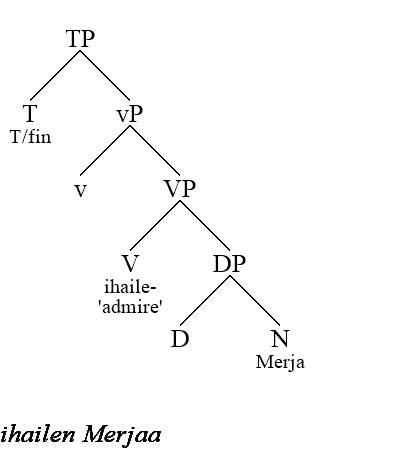 TP
T vP
T/fin
v VP
V DP
ihaile-
'admire'
D N
Merja
ihailen Merjaa